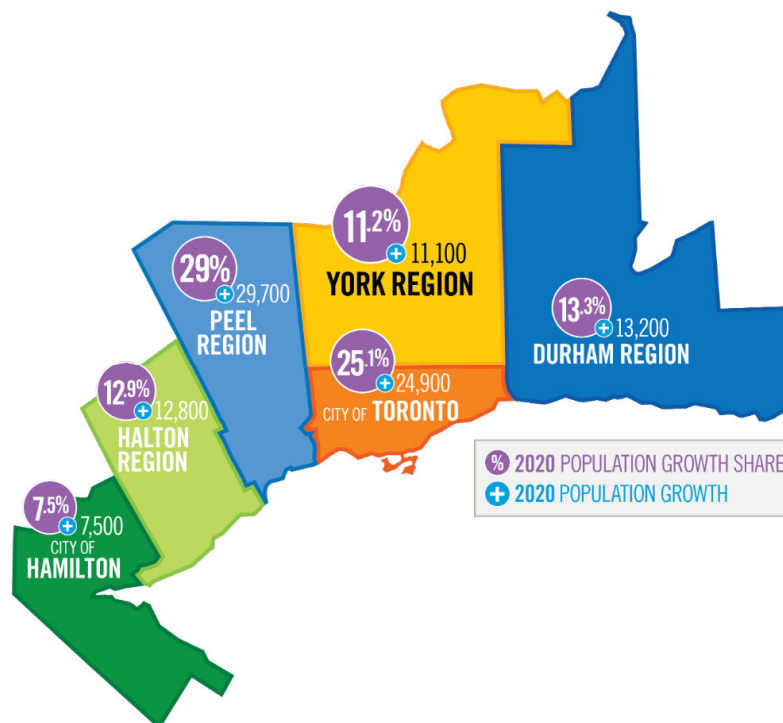 11.2%
+ 11,100
YORK REGION
29%
+ 29,700
PEEL
REGION
13.3%
+ 13,200
DURHAM REGION
25.1%
+ 24,900
CITY OF TORONTO
12.9%
+ 12,800
HALTON
REGION
% 2020 POPULATION GROWTH SHARE
+ 2020 POPULATION GROWTH
7.5%
+ 7,500
CITY OF
HAMILTON